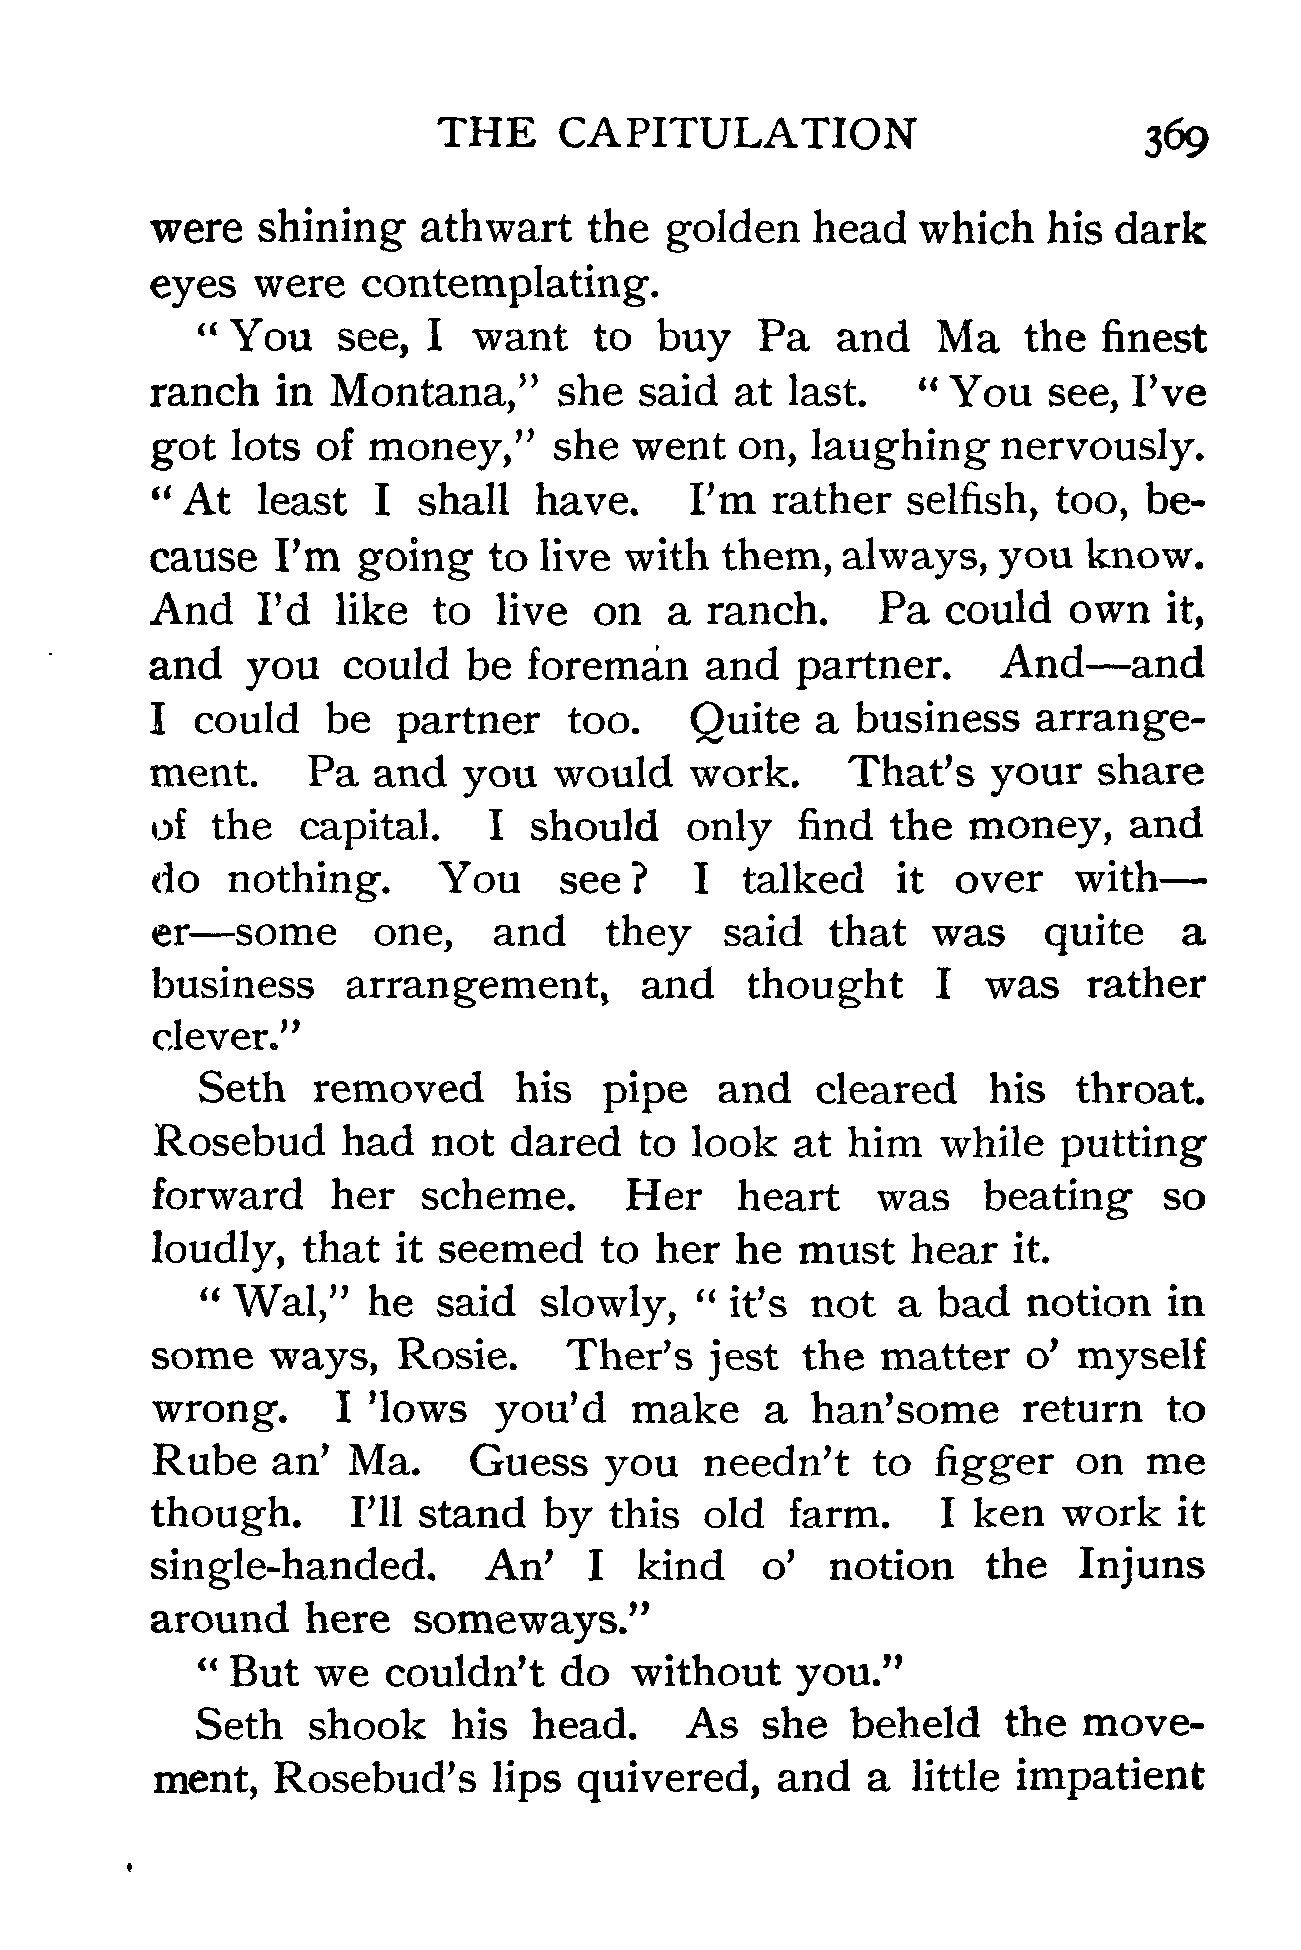 THE CAPITULATION 369
were shining athwart the golden head which his dark
eyes were contemplating.
“ You see, I want to buy Pa and Ma the finest
ranch in Montana,” she said at last. “ You see, I’ve
got lots of money,” she went on, laughing nervously.
“ At least I shall have. I’m rather selfish, too, be-
cause I’m going to live with them, always, you know.
And I’d like to live on a ranch. Pa could own it,
and you could be foreman and partner. And—and
I could be partner too. Quite a business arrange-
ment. Pa and you would work. That’s your share
of the capital. I should only find the money, and
do nothing. You see ? I talked it over with—
er—some one, and they said that was quite a
business arrangement, and thought I was rather
clever.”
Seth removed his pipe and cleared his throat.
Rosebud had not dared to look at him while putting
forward her scheme. Her heart was beating so
loudly, that it seemed to her he must hear it.
“ Wal,” he said slowly, “ it’s not a bad notion in
some ways, Rosie. Ther’s jest the matter o’ myself
wrong. I ’lows you’d make a han’some return to
Rube an’ Ma. Guess you needn’t to figger on me
though. I’ll stand by this old farm. I ken work it
single-handed. An’ I kind o’ notion the Injuns
around here someways.”
“ But we couldn’t do without you.”
Seth shook his head. As she beheld the move-
ment, Rosebud’s lips quivered, and a little impatient